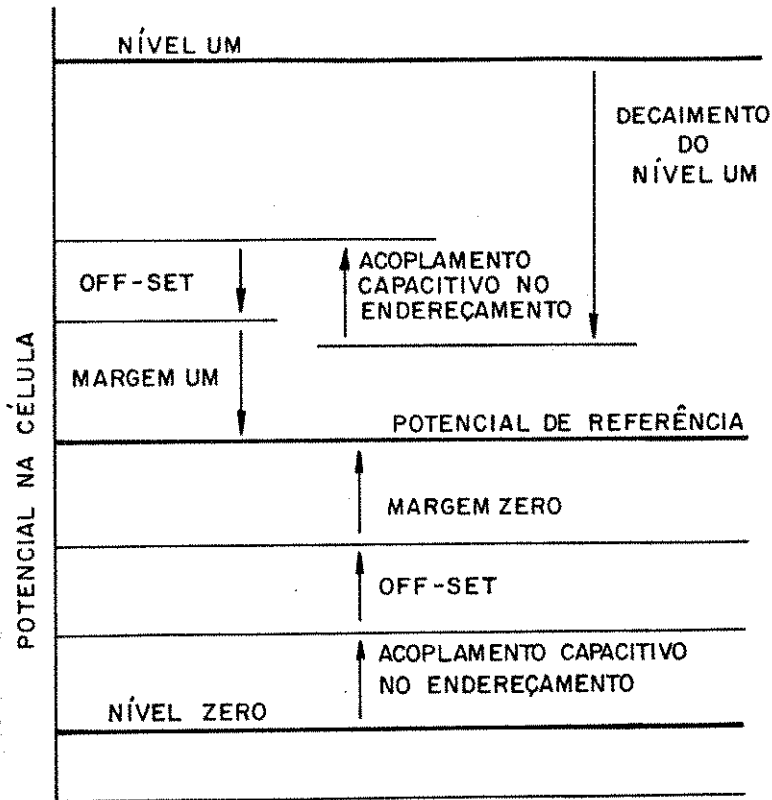 NÍVEL UM
DECAIMENTO
DO
NÍVEL UM
ACOPLAMENTO
CAPACITIVO NO
ENDEREÇAMENTO
OFF-SET
MARGEM UM
POTENCIAL NA CÉLULA
POTENCIAL DE REFERÊNCIA
MARGEM ZERO
OFF-SET
ACOPLAMENTO CAPACITIVO
NO ENDEREÇAMENTO
NÍVEL ZERO